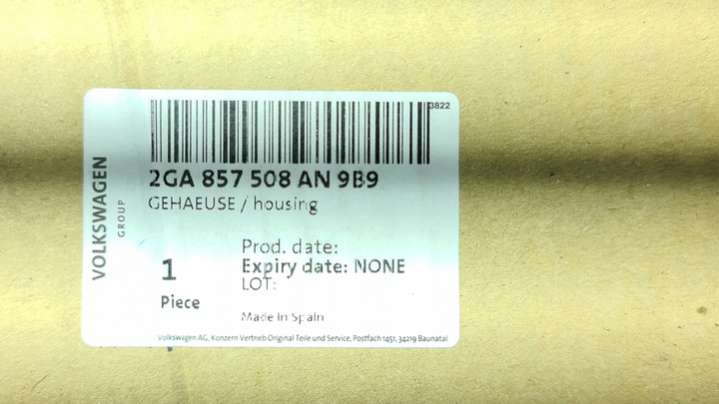 3822
2GA 857 508 AN 9B9
GEHAEUSE / housing
VOLKSWAGEN
GROUP
Prod. date:
1
Expiry date: NONE
LOT:
Piece
Made in Spain
Volkswagen AG, Konzern Vertrieb Original Teile und Service, Postfach 1451, 34219 Baunatal